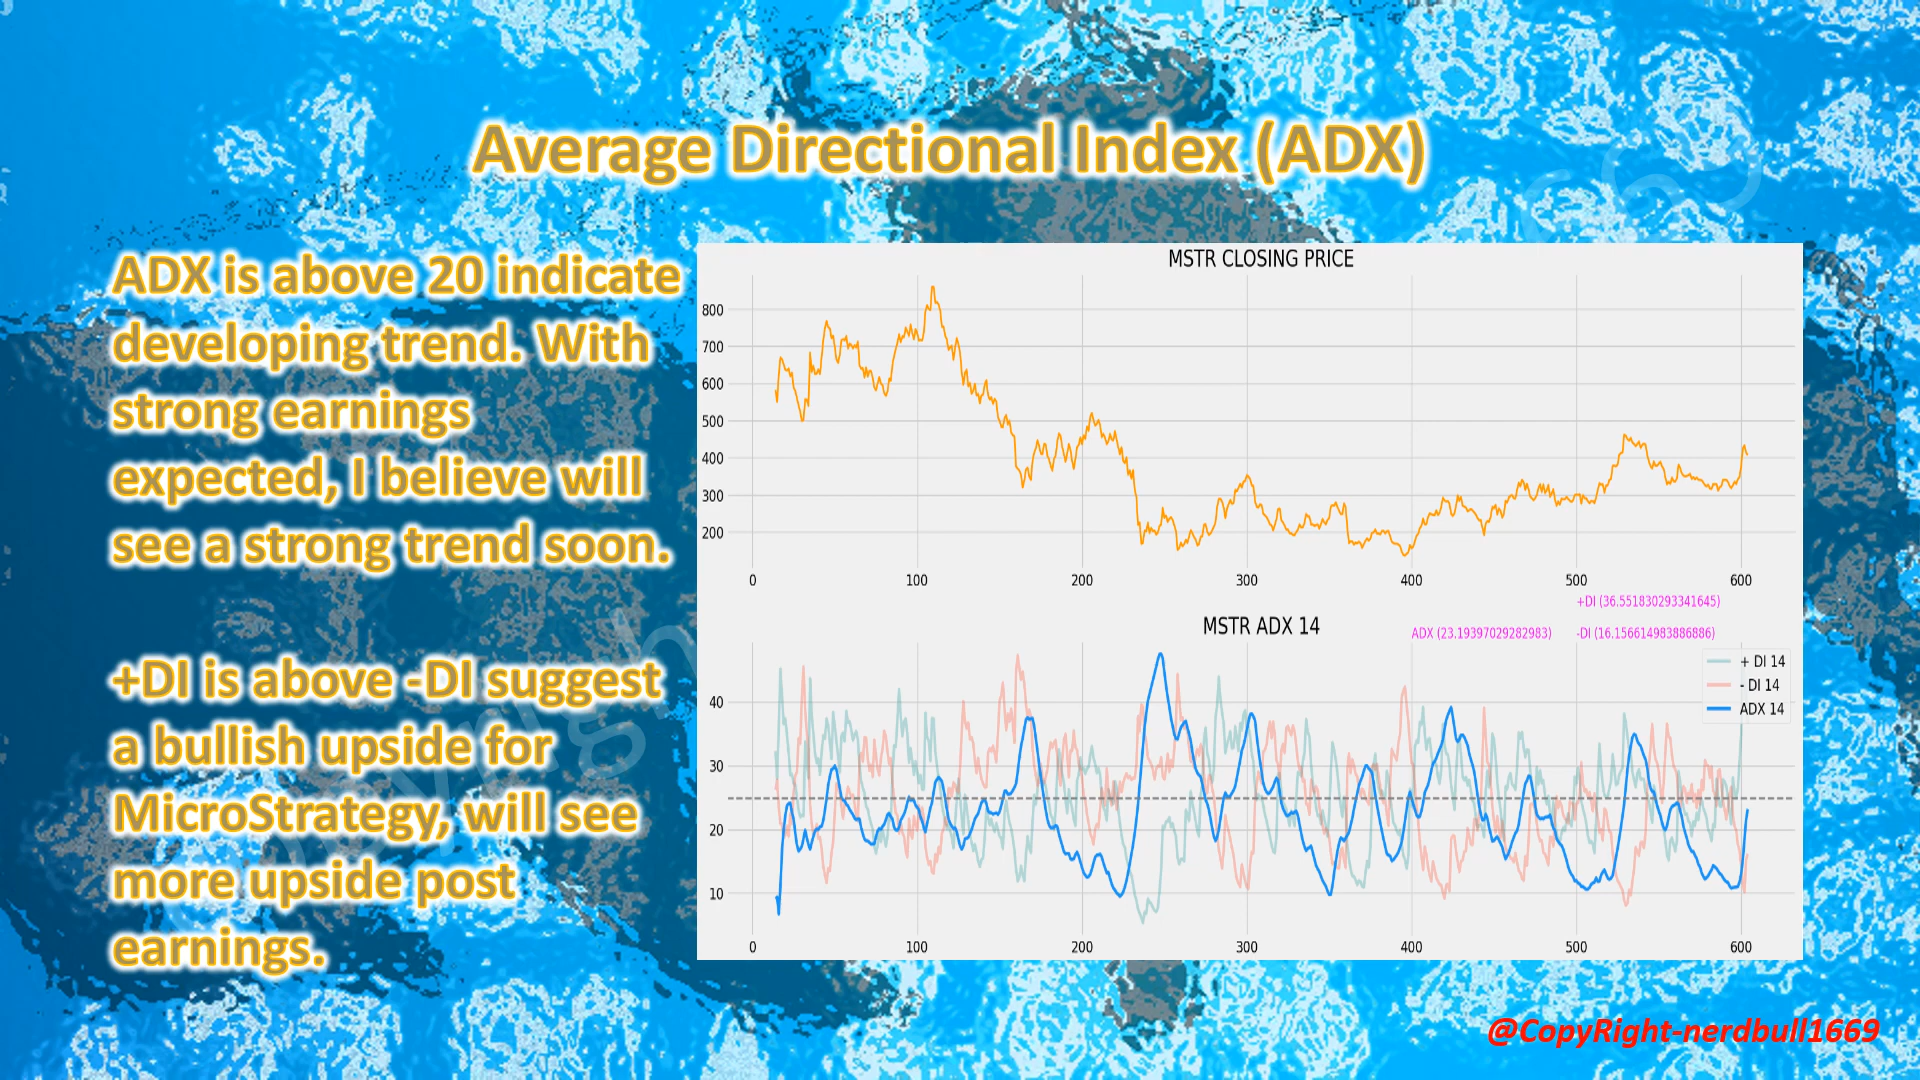 Average Directional Index (ADX)
ADX is above 20 indicate
developing trend. With
strong earnings
expected, I believe will
see a strong trend soon.
+DI is above -DI suggest
a bullish upside for
MicroStrategy, will see
more upside post
earnings.
MSTR CLOSING PRICE
800
700
600
500
400
300
200
0 100 200 300 400 500 600
+DI (36.551830293341645)
MSTR ADX 14
ADX (23.19397029282983) -DI (16.156614983886886)
+ DI 14
- DI 14
ADX 14
40
30
20
10
0 100 200 300 400 500 600
@CopyRight-nerdbull1669